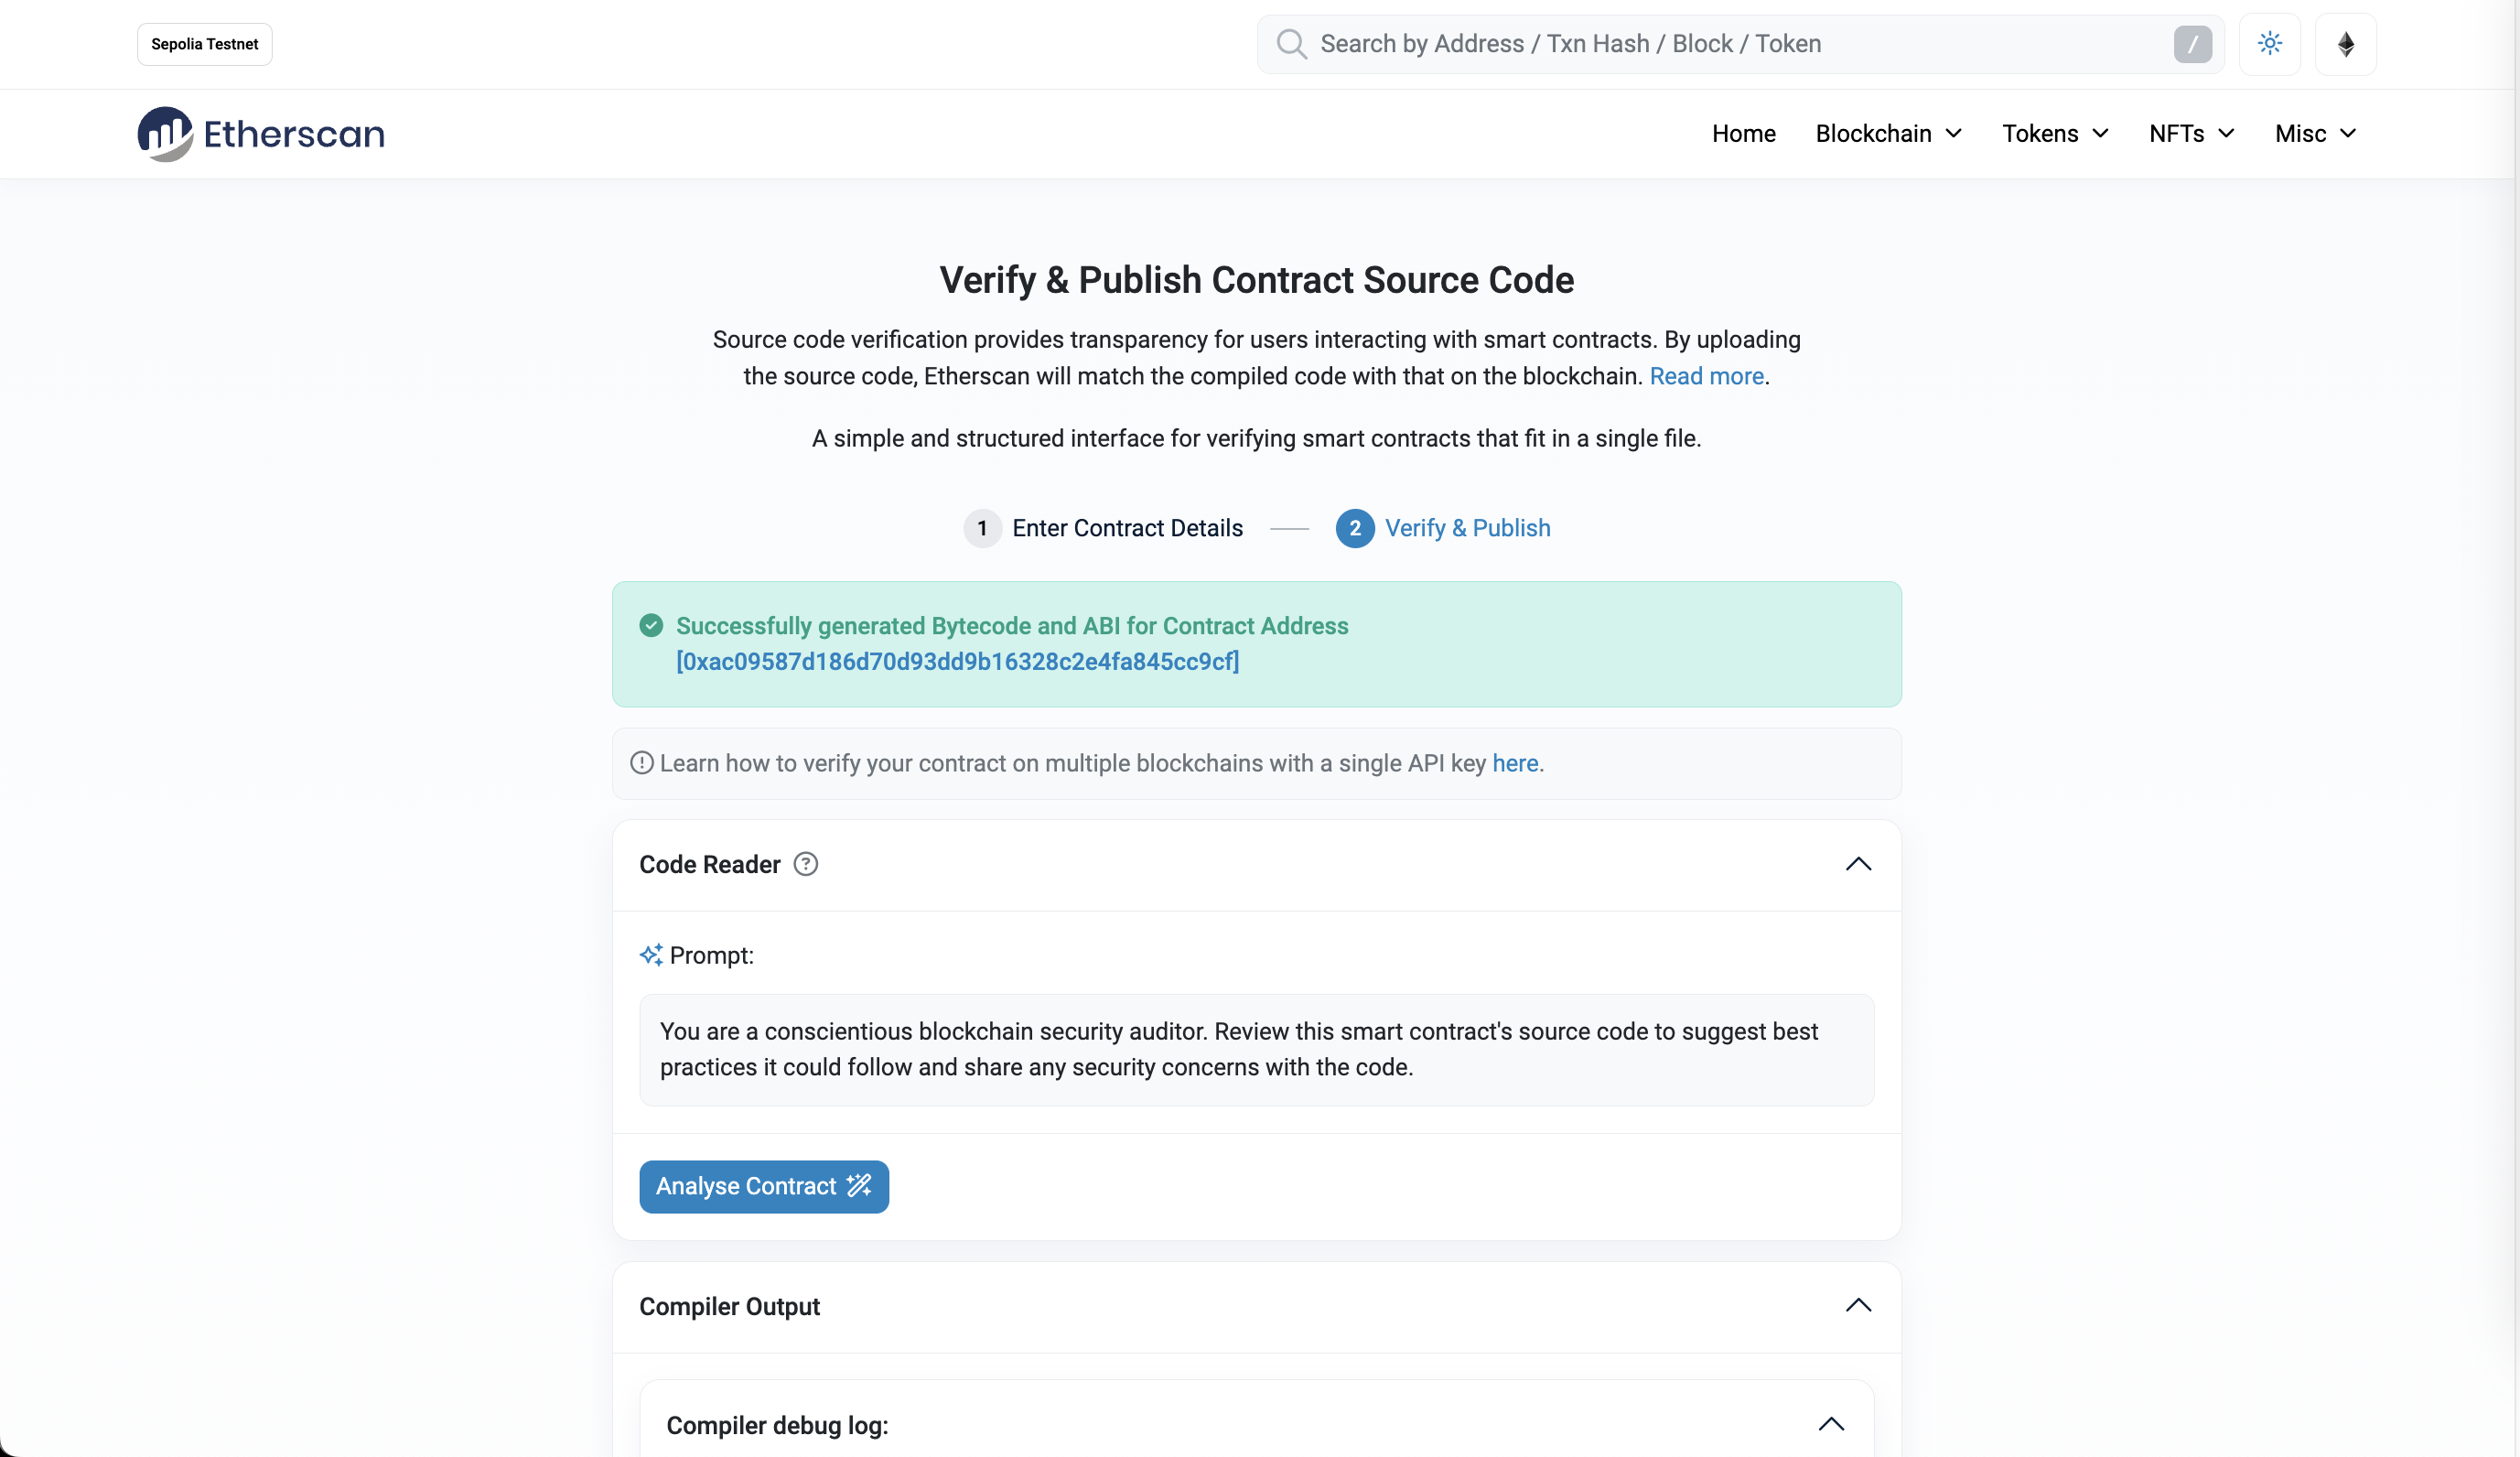 Sepolia Testnet
Search by Address / Txn Hash / Block / Token
/
Etherscan
Home
Blockchain
Tokens
NFTs
Misc
Verify & Publish Contract Source Code
Source code verification provides transparency for users interacting with smart contracts. By uploading
the source code, Etherscan will match the compiled code with that on the blockchain. Read more.
A simple and structured interface for verifying smart contracts that fit in a single file.
1 Enter Contract Details
2 Verify & Publish
Successfully generated Bytecode and ABI for Contract Address
[0xac09587d186d70d93dd9b16328c2e4fa845cc9cf]
Learn how to verify your contract on multiple blockchains with a single API key here.
Code Reader
Prompt:
You are a conscientious blockchain security auditor. Review this smart contract's source code to suggest best
practices it could follow and share any security concerns with the code.
Analyse Contract
Compiler Output
Compiler debug log: